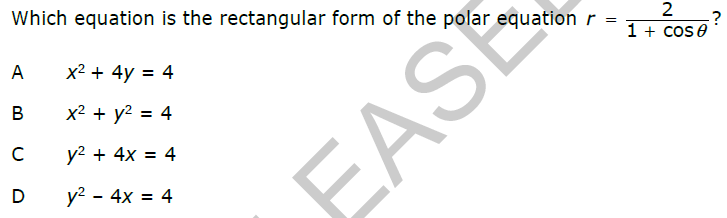 Which equation is the rectangular form of the polar equation r = 2 / (1 + cos θ)?
A x² + 4y = 4
B x² + y² = 4
C y² + 4x = 4
D y² − 4x = 4
EASE